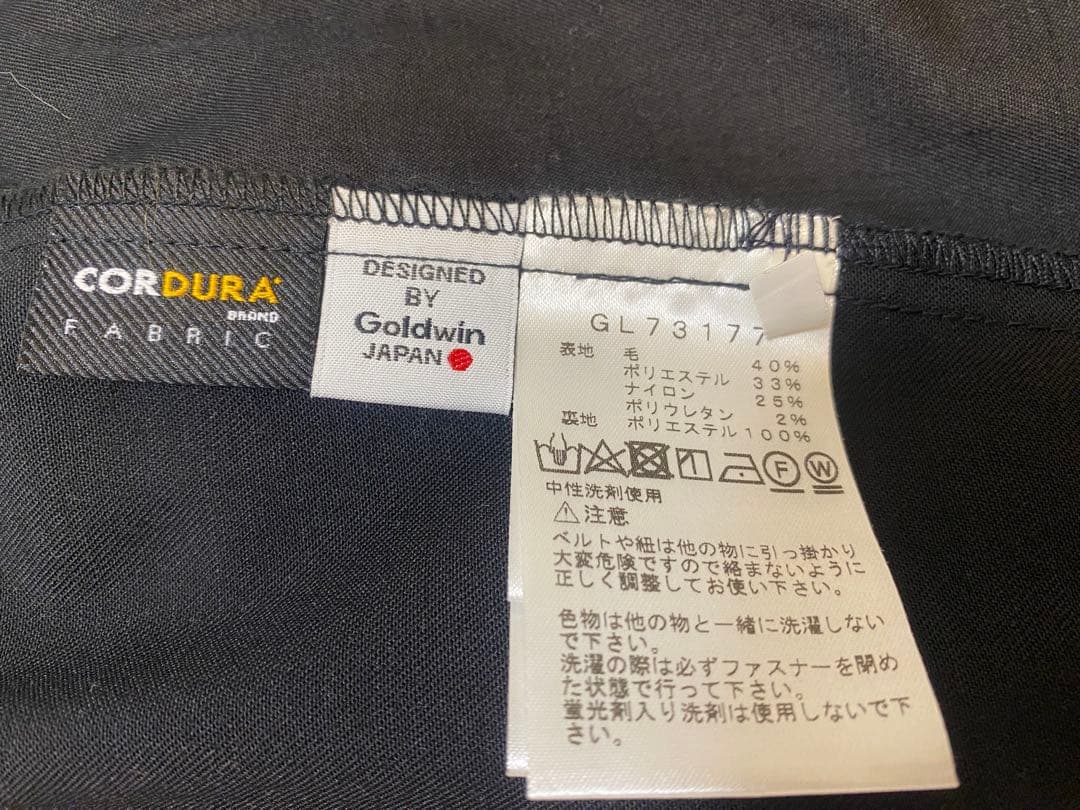 CORDURA
BRAND
FABRIC
DESIGNED
BY
Goldwin
JAPAN
GL73177
表地 毛 40%
ポリエステル 33%
ナイロン 25%
ポリウレタン 2%
裏地 ポリエステル100%
F W
中性洗剤使用
⚠注意
ベルトや紐は他の物に引っ掛かり
大変危険ですので絡まないように
正しく調整してお使い下さい。
色物は他の物と一緒に洗濯しない
で下さい。
洗濯の際は必ずファスナーを閉め
た状態で行って下さい。
蛍光剤入り洗剤は使用しないで下
さい。